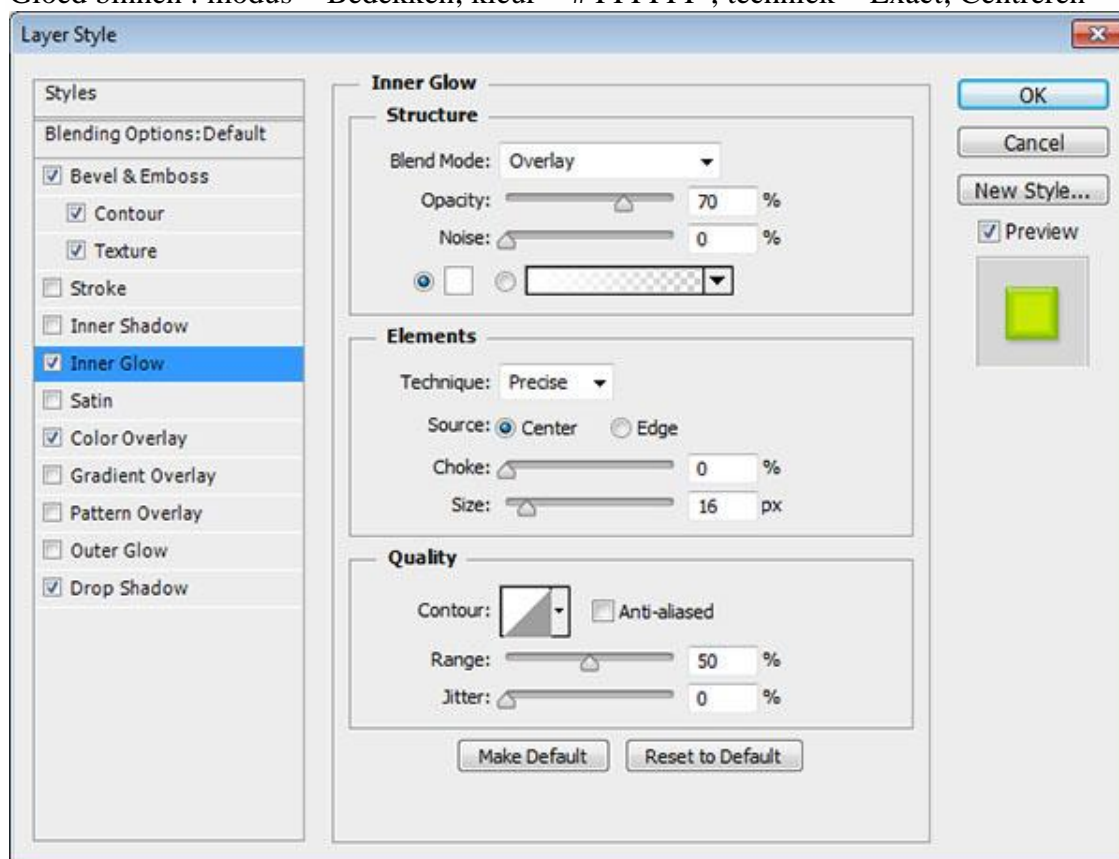 Gloed binnen : modus = Bedekken, kleur = #FFFFFF , techniek = Exact; Centreren
Layer Style
Styles
Blending Options: Default
Bevel & Emboss
Contour
Texture
Stroke
Inner Shadow
Inner Glow
Satin
Color Overlay
Gradient Overlay
Pattern Overlay
Outer Glow
Drop Shadow
Inner Glow
Structure
Blend Mode: Overlay
Opacity: 70 %
Noise: 0 %
Elements
Technique: Precise
Source: Center Edge
Choke: 0 %
Size: 16 px
Quality
Contour: Anti-aliased
Range: 50 %
Jitter: 0 %
Make Default Reset to Default
OK
Cancel
New Style...
Preview